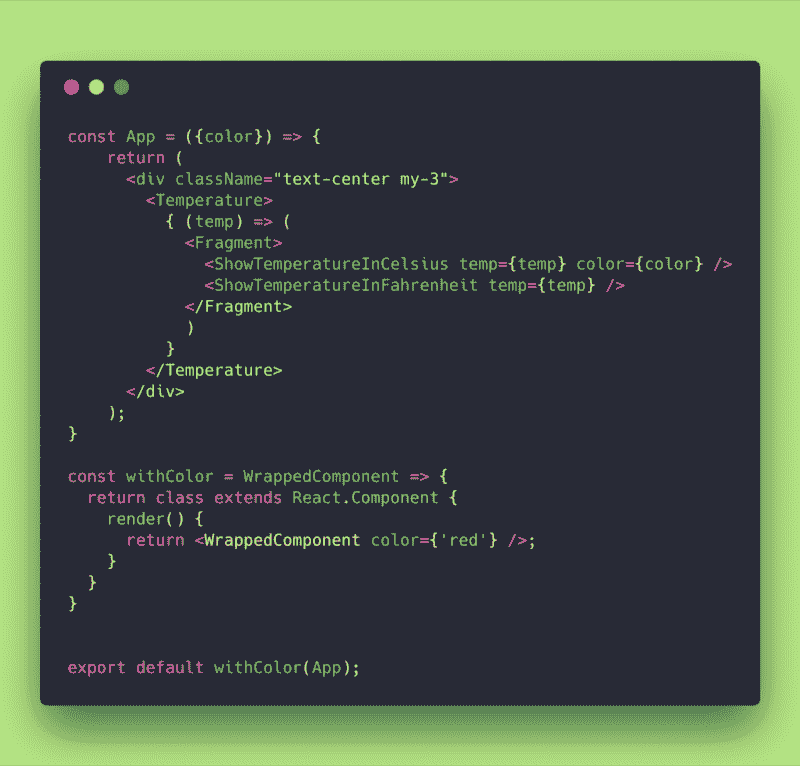 const App = ({color}) => {
    return (
      <div className="text-center my-3">
        <Temperature>
          { (temp) => (
            <Fragment>
              <ShowTemperatureInCelsius temp={temp} color={color} />
              <ShowTemperatureInFahrenheit temp={temp} />
            </Fragment>
            )
          }
        </Temperature>
      </div>
    );
}

const withColor = WrappedComponent => {
  return class extends React.Component {
    render() {
      return <WrappedComponent color={'red'} />;
    }
  }
}

export default withColor(App);